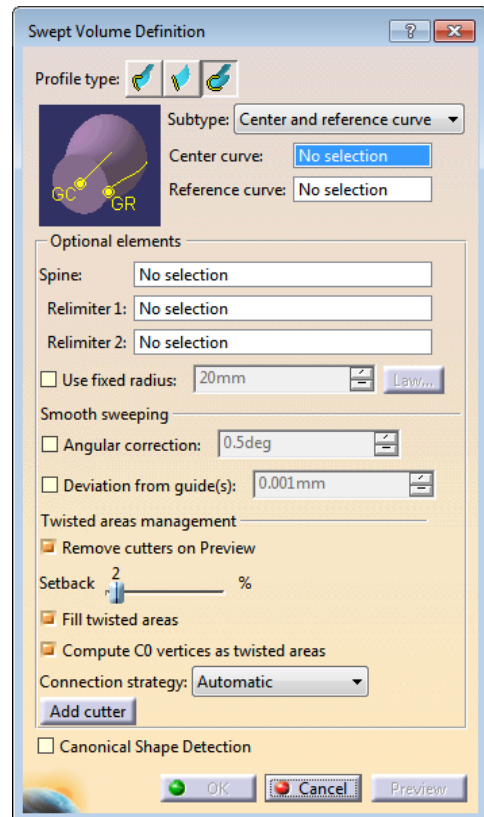 Swept Volume Definition
Profile type:
Subtype: Center and reference curve
Center curve: No selection
Reference curve: No selection
GC
GR
Optional elements
Spine: No selection
Relimiter 1: No selection
Relimiter 2: No selection
Use fixed radius: 20mm Law...
Smooth sweeping
Angular correction: 0.5deg
Deviation from guide(s): 0.001mm
Twisted areas management
Remove cutters on Preview
Setback 2 %
Fill twisted areas
Compute C0 vertices as twisted areas
Connection strategy: Automatic
Add cutter
Canonical Shape Detection
OK Cancel Preview